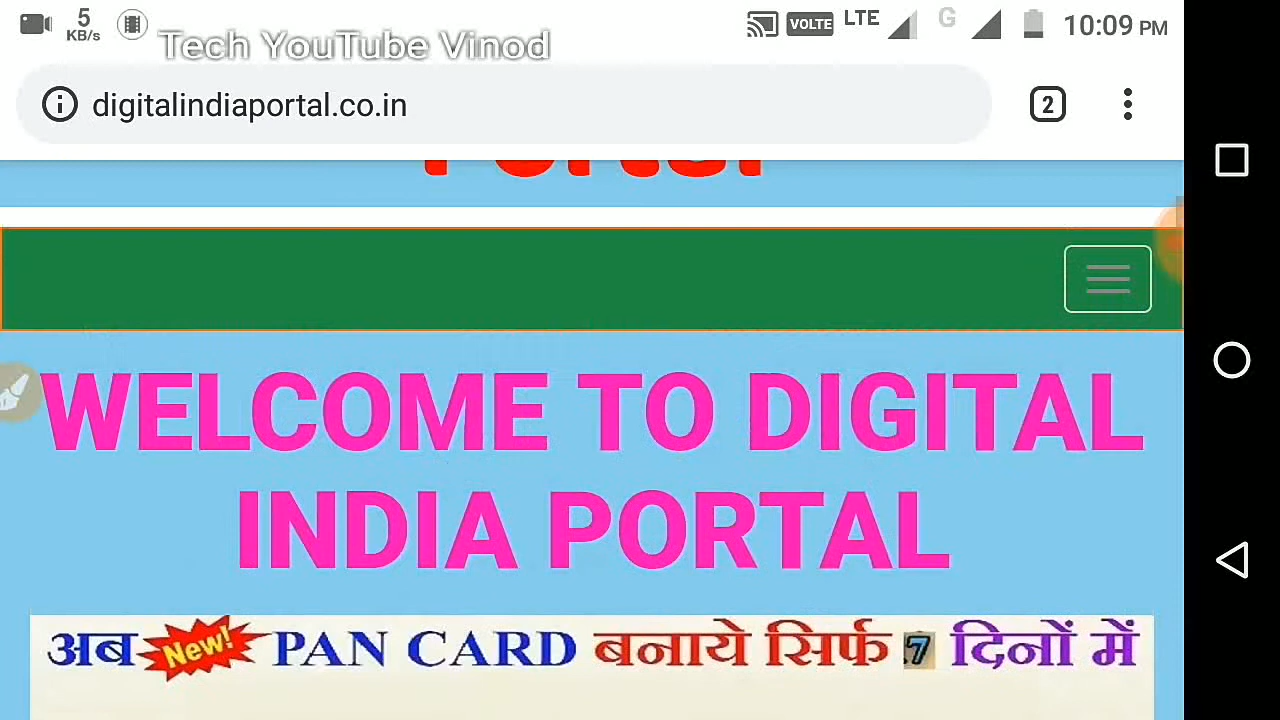 5
KB/s
VOLTE LTE G 10:09 PM
Tech YouTube Vinod
digitalindiaportal.co.in
2
Portal
WELCOME TO DIGITAL
INDIA PORTAL
अब New! PAN CARD बनाये सिर्फ 7 दिनों में